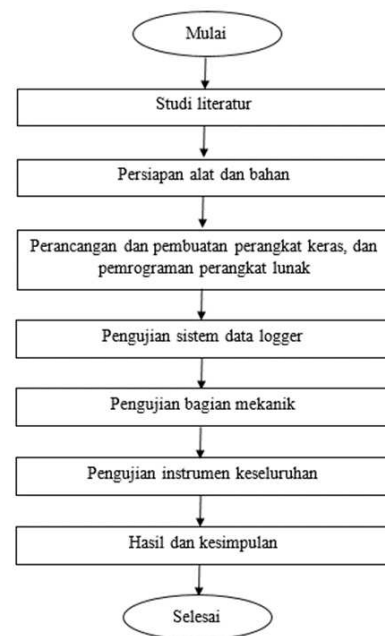 Mulai
Studi literatur
Persiapan alat dan bahan
Perancangan dan pembuatan perangkat keras, dan
pemrograman perangkat lunak
Pengujian sistem data logger
Pengujian bagian mekanik
Pengujian instrumen keseluruhan
Hasil dan kesimpulan
Selesai